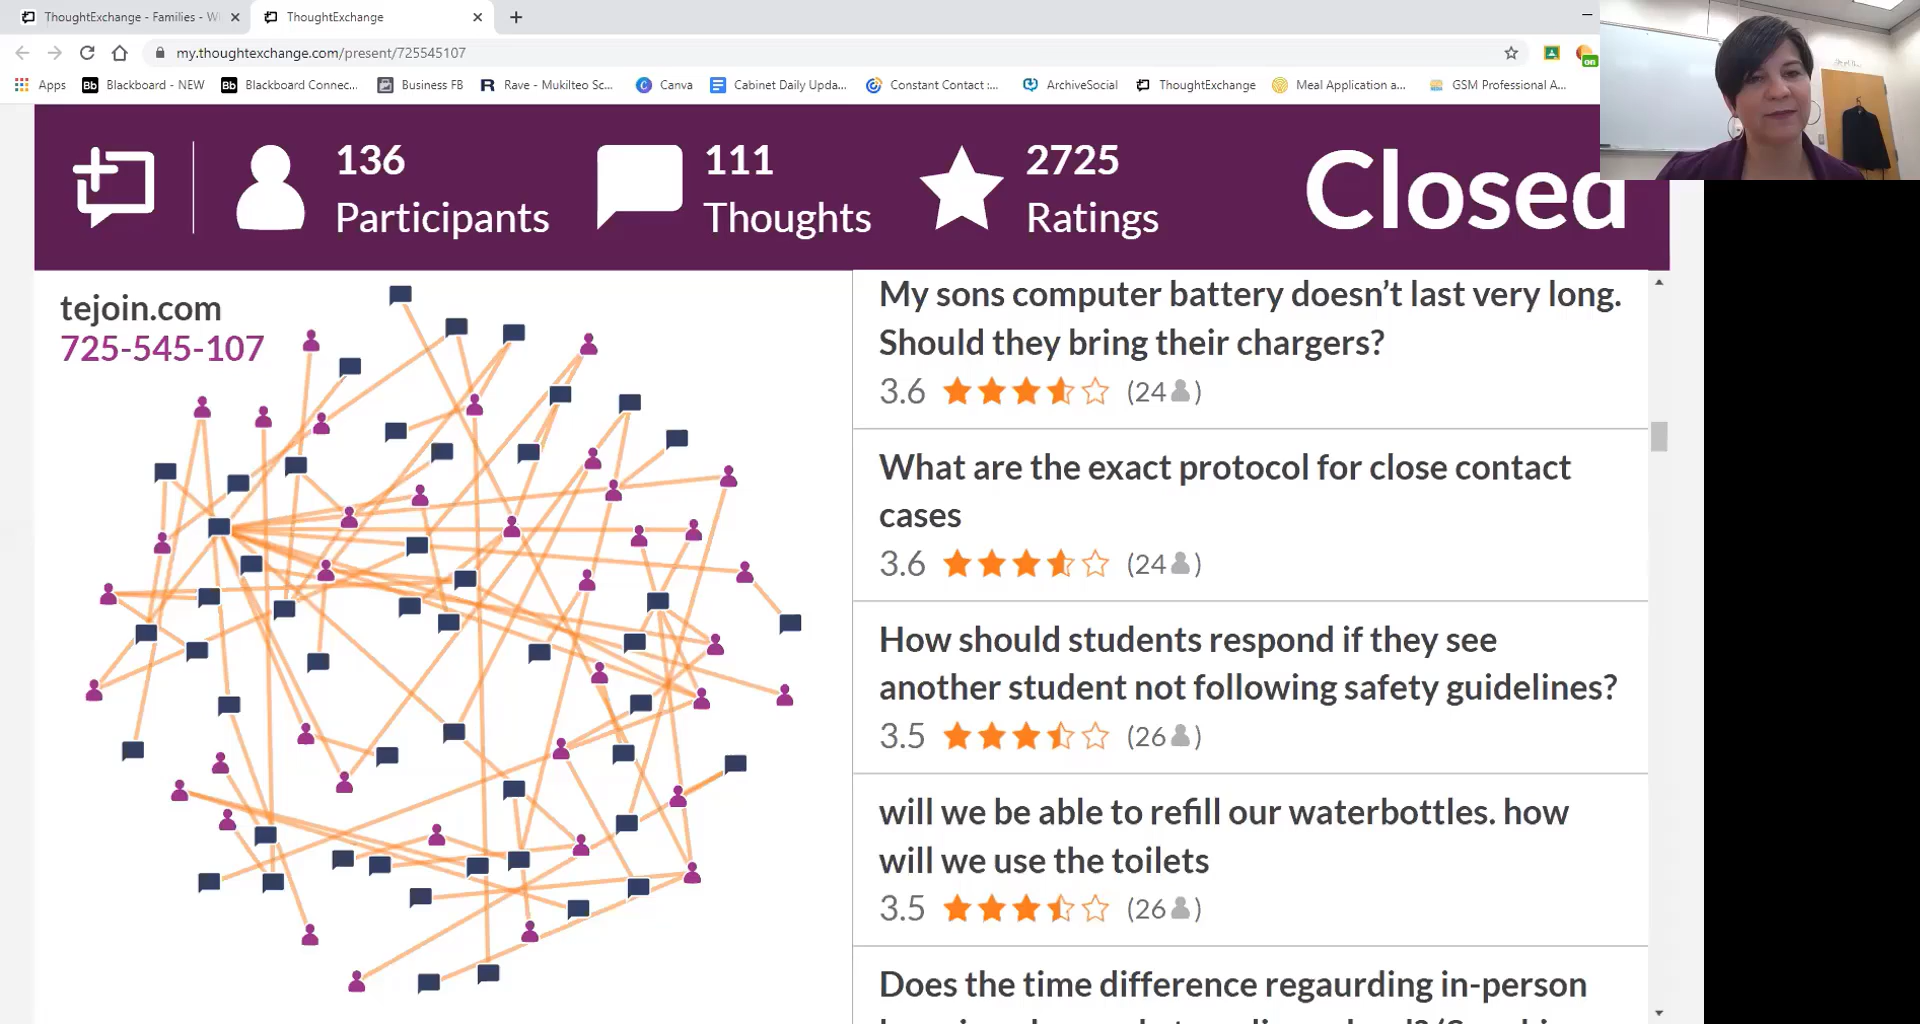 ThoughtExchange - Families - W
ThoughtExchange
my.thoughtexchange.com/present/725545107
Apps
Bb Blackboard - NEW
Bb Blackboard Connec...
Business FB
R Rave - Mukilteo Sc...
Canva
Cabinet Daily Upda...
Constant Contact :...
ArchiveSocial
ThoughtExchange
Meal Application a...
GSM Professional A...
on
136
Participants
111
Thoughts
2725
Ratings
Closed
tejoin.com
725-545-107
My sons computer battery doesn’t last very long.
Should they bring their chargers?
3.6 (24)
What are the exact protocol for close contact
cases
3.6 (24)
How should students respond if they see
another student not following safety guidelines?
3.5 (26)
will we be able to refill our waterbottles. how
will we use the toilets
3.5 (26)
Does the time difference regaurding in-person